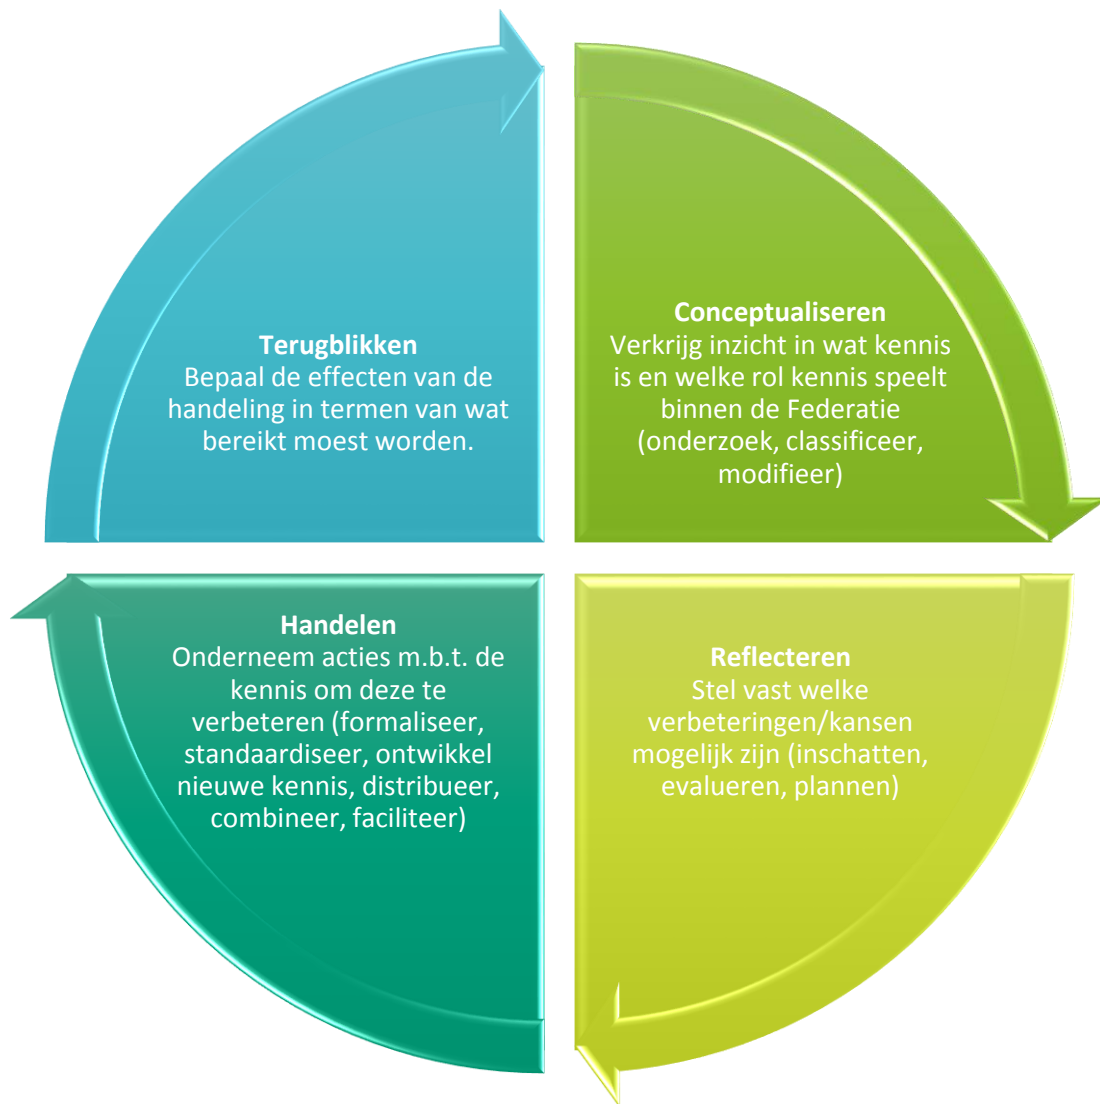 Terugblikken
Bepaal de effecten van de
handeling in termen van wat
bereikt moest worden.
Conceptualiseren
Verkrijg inzicht in wat kennis
is en welke rol kennis speelt
binnen de Federatie
(onderzoek, classificeer,
modifieer)
Handelen
Onderneem acties m.b.t. de
kennis om deze te
verbeteren (formaliseer,
standaardiseer, ontwikkel
nieuwe kennis, distribueer,
combineer, faciliteer)
Reflecteren
Stel vast welke
verbeteringen/kansen
mogelijk zijn (inschatten,
evalueren, plannen)